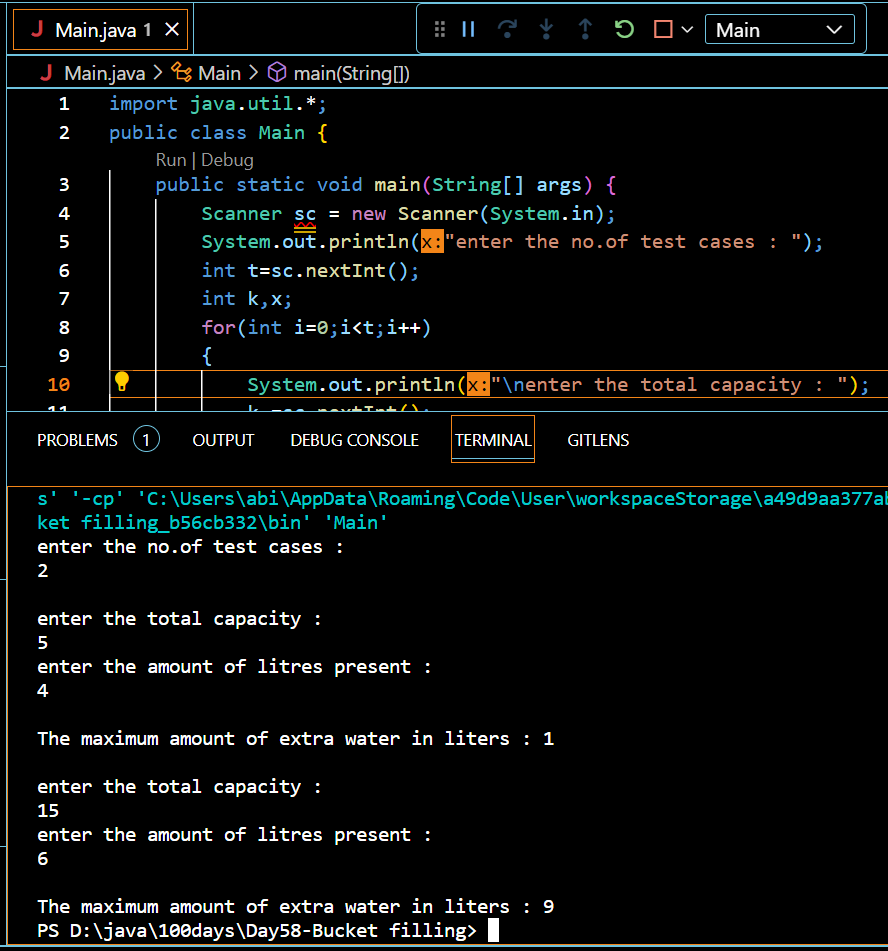 Main.java 1
Main
Main.java > Main > main(String[])
1 import java.util.*;
2 public class Main {
Run | Debug
3 public static void main(String[] args) {
4 Scanner sc = new Scanner(System.in);
5 System.out.println(x:"enter the no.of test cases : ");
6 int t=sc.nextInt();
7 int k,x;
8 for(int i=0;i<t;i++)
9 {
10 System.out.println(x:"\nenter the total capacity : ");
11 k =sc.nextInt();
PROBLEMS 1 OUTPUT DEBUG CONSOLE TERMINAL GITLENS
s' '-cp' 'C:\Users\abi\AppData\Roaming\Code\User\workspaceStorage\a49d9aa377ab
ket filling_b56cb332\bin' 'Main'
enter the no.of test cases :
2
enter the total capacity :
5
enter the amount of litres present :
4
The maximum amount of extra water in liters : 1
enter the total capacity :
15
enter the amount of litres present :
6
The maximum amount of extra water in liters : 9
PS D:\java\100days\Day58-Bucket filling>